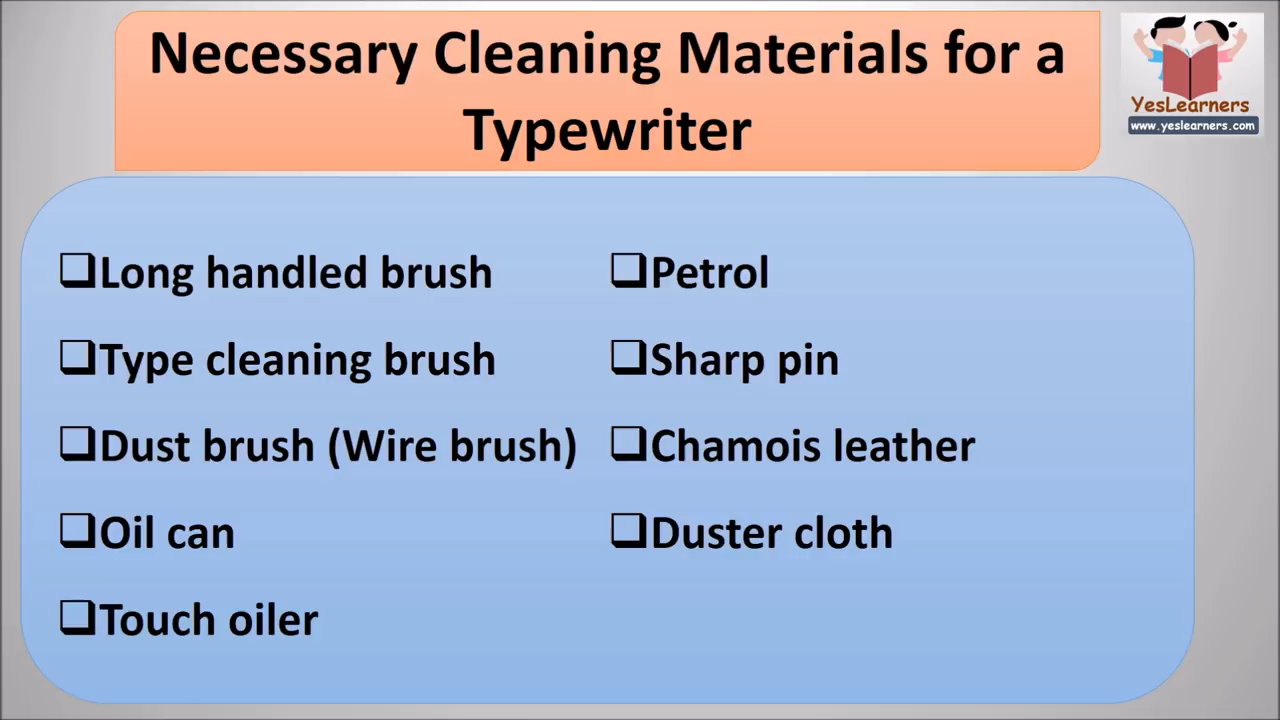 Necessary Cleaning Materials for a
Typewriter
YesLearners
www.yeslearners.com
Long handled brush
Type cleaning brush
Dust brush (Wire brush)
Oil can
Touch oiler
Petrol
Sharp pin
Chamois leather
Duster cloth